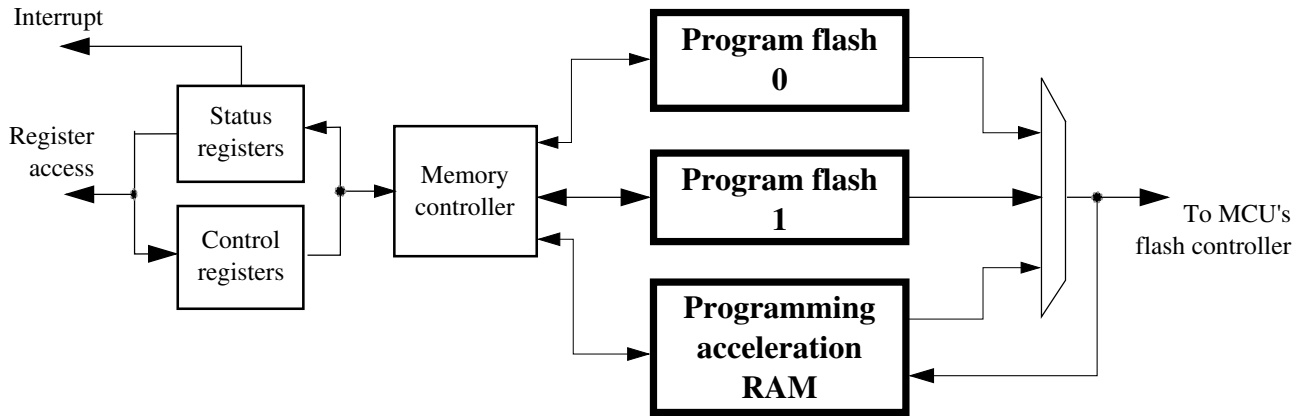 Interrupt
Register
access
Status
registers
Control
registers
Memory
controller
Program flash
0
Program flash
1
Programming
acceleration
RAM
To MCU's
flash controller